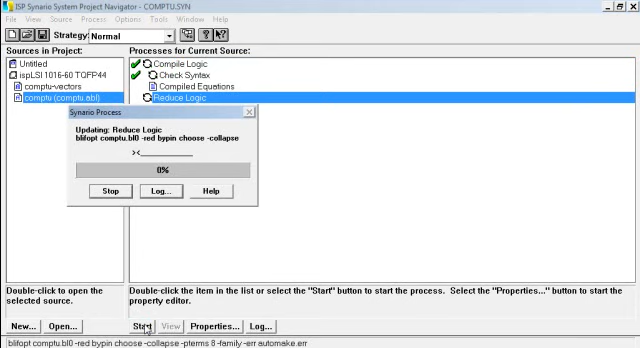 ISP Synario System Project Navigator - COMPTU.SYN
File View Source Process Options Tools Window Help
Strategy: Normal
Sources in Project:
Untitled
ispLSI 1016-60 TQFP44
comptu-vectors
comptu (comptu.abl)
Processes for Current Source:
Compile Logic
Check Syntax
Compiled Equations
Reduce Logic
Synario Process
Updating: Reduce Logic
blifopt comptu.bl0 -red bypin choose -collapse
0%
Stop Log... Help
Double-click to open the
selected source.
Double-click the item in the list or select the "Start" button to start the process. Select the "Properties..." button to start the
property editor.
New... Open... Start View Properties... Log...
blifopt comptu.bl0 -red bypin choose -collapse -pterms 8 -family -err automake.err